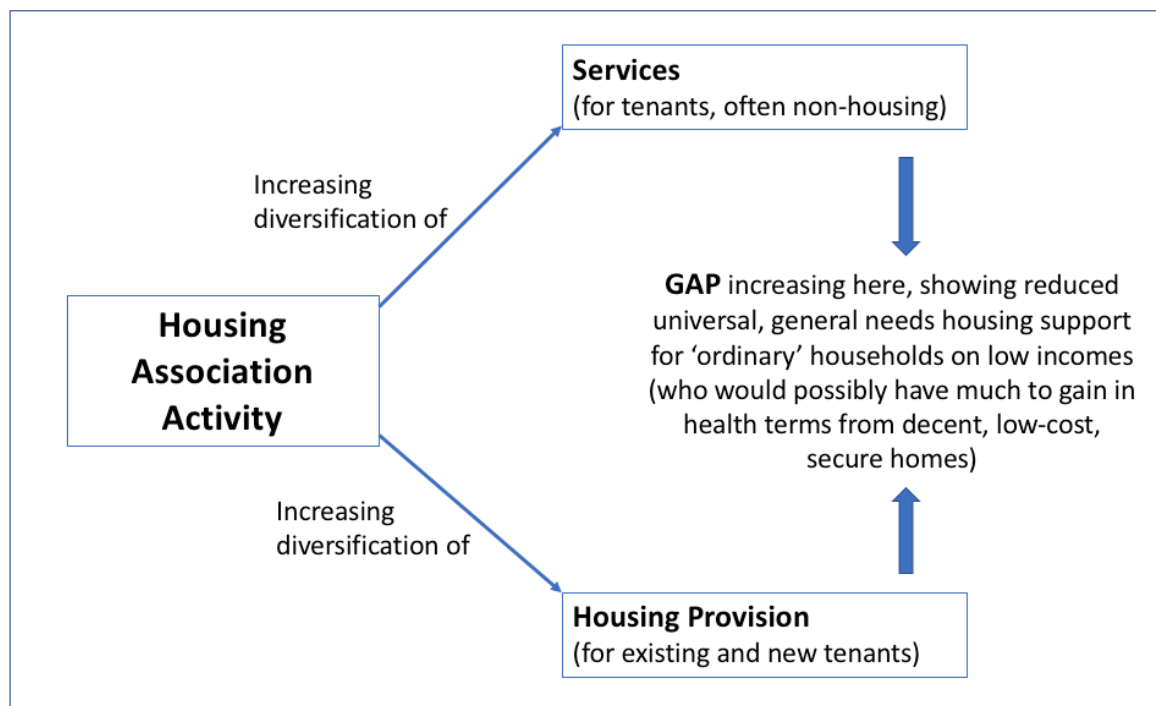 Services
(for tenants, often non-housing)
Increasing
diversification of
Housing
Association
Activity
GAP increasing here, showing reduced
universal, general needs housing support
for ‘ordinary’ households on low incomes
(who would possibly have much to gain in
health terms from decent, low-cost,
secure homes)
Increasing
diversification of
Housing Provision
(for existing and new tenants)